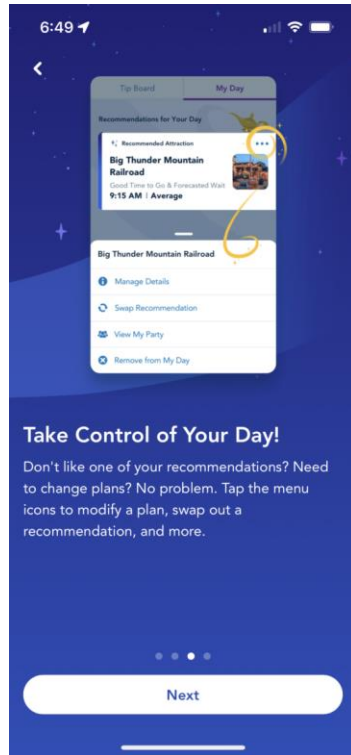 6:49
Tip Board
My Day
Recommendations for Your Day
Recommended Attraction
Big Thunder Mountain
Railroad
Good Time to Go & Forecasted Wait
9:15 AM | Average
Big Thunder Mountain Railroad
Manage Details
Swap Recommendation
View My Party
Remove from My Day
Take Control of Your Day!
Don't like one of your recommendations? Need
to change plans? No problem. Tap the menu
icons to modify a plan, swap out a
recommendation, and more.
Next